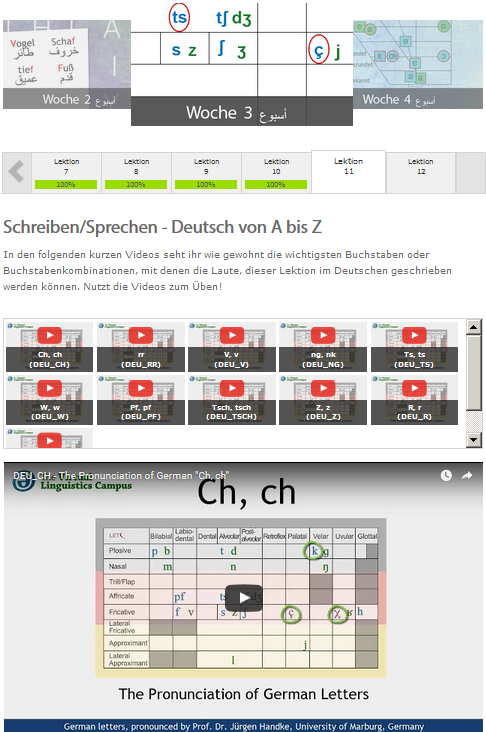 ts tʃ dʒ
s z ʃ ʒ ç j
Vogel Schaf
طائر خروف
tief Fuß
عميق قدم
Woche 2 أسبوع
Woche 3 أسبوع
Woche 4 أسبوع
Lektion 7 Lektion 8 Lektion 9 Lektion 10 Lektion 11 Lektion 12
100% 100% 100% 100%
Schreiben/Sprechen - Deutsch von A bis Z
In den folgenden kurzen Videos seht ihr wie gewohnt die wichtigsten Buchstaben oder
Buchstabenkombinationen, mit denen die Laute, dieser Lektion im Deutschen geschrieben
werden können. Nutzt die Videos zum Üben!
Ch, ch rr V, v ng, nk Ts, ts
(DEU_CH) (DEU_RR) (DEU_V) (DEU_NG) (DEU_TS)
W, w Pf, pf Tsch, tsch Z, z R, r
(DEU_W) (DEU_PF) (DEU_TSCH) (DEU_Z) (DEU_R)
DEU_CH - The Pronunciation of German "Ch, ch"
Linguistics Campus
Ch, ch
Bilabial Labio-dental Dental Alveolar Post-alveolar Retroflex Palatal Velar Uvular Glottal
Plosive p b t d k g
Nasal m n ŋ
Trill/Flap
Affricate pf ts dʒ
Fricative f v s z ʃ ç χ ʁ h
Lateral Fricative
Approximant j
Lateral Approximant l
The Pronunciation of German Letters
German letters, pronounced by Prof. Dr. Jürgen Handke, University of Marburg, Germany